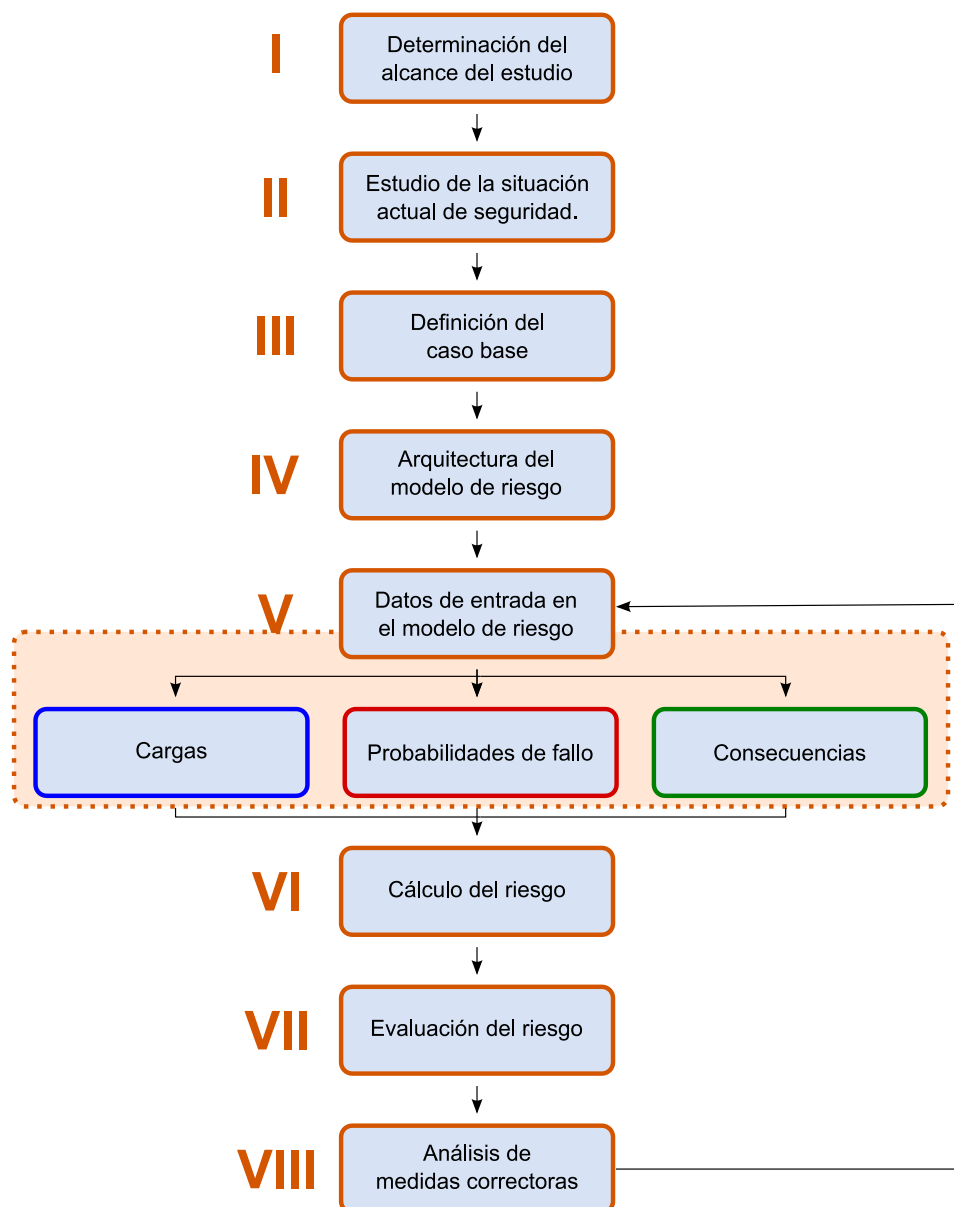 I
Determinación del
alcance del estudio
II
Estudio de la situación
actual de seguridad.
III
Definición del
caso base
IV
Arquitectura del
modelo de riesgo
V
Datos de entrada en
el modelo de riesgo
Cargas
Probabilidades de fallo
Consecuencias
VI
Cálculo del riesgo
VII
Evaluación del riesgo
VIII
Análisis de
medidas correctoras